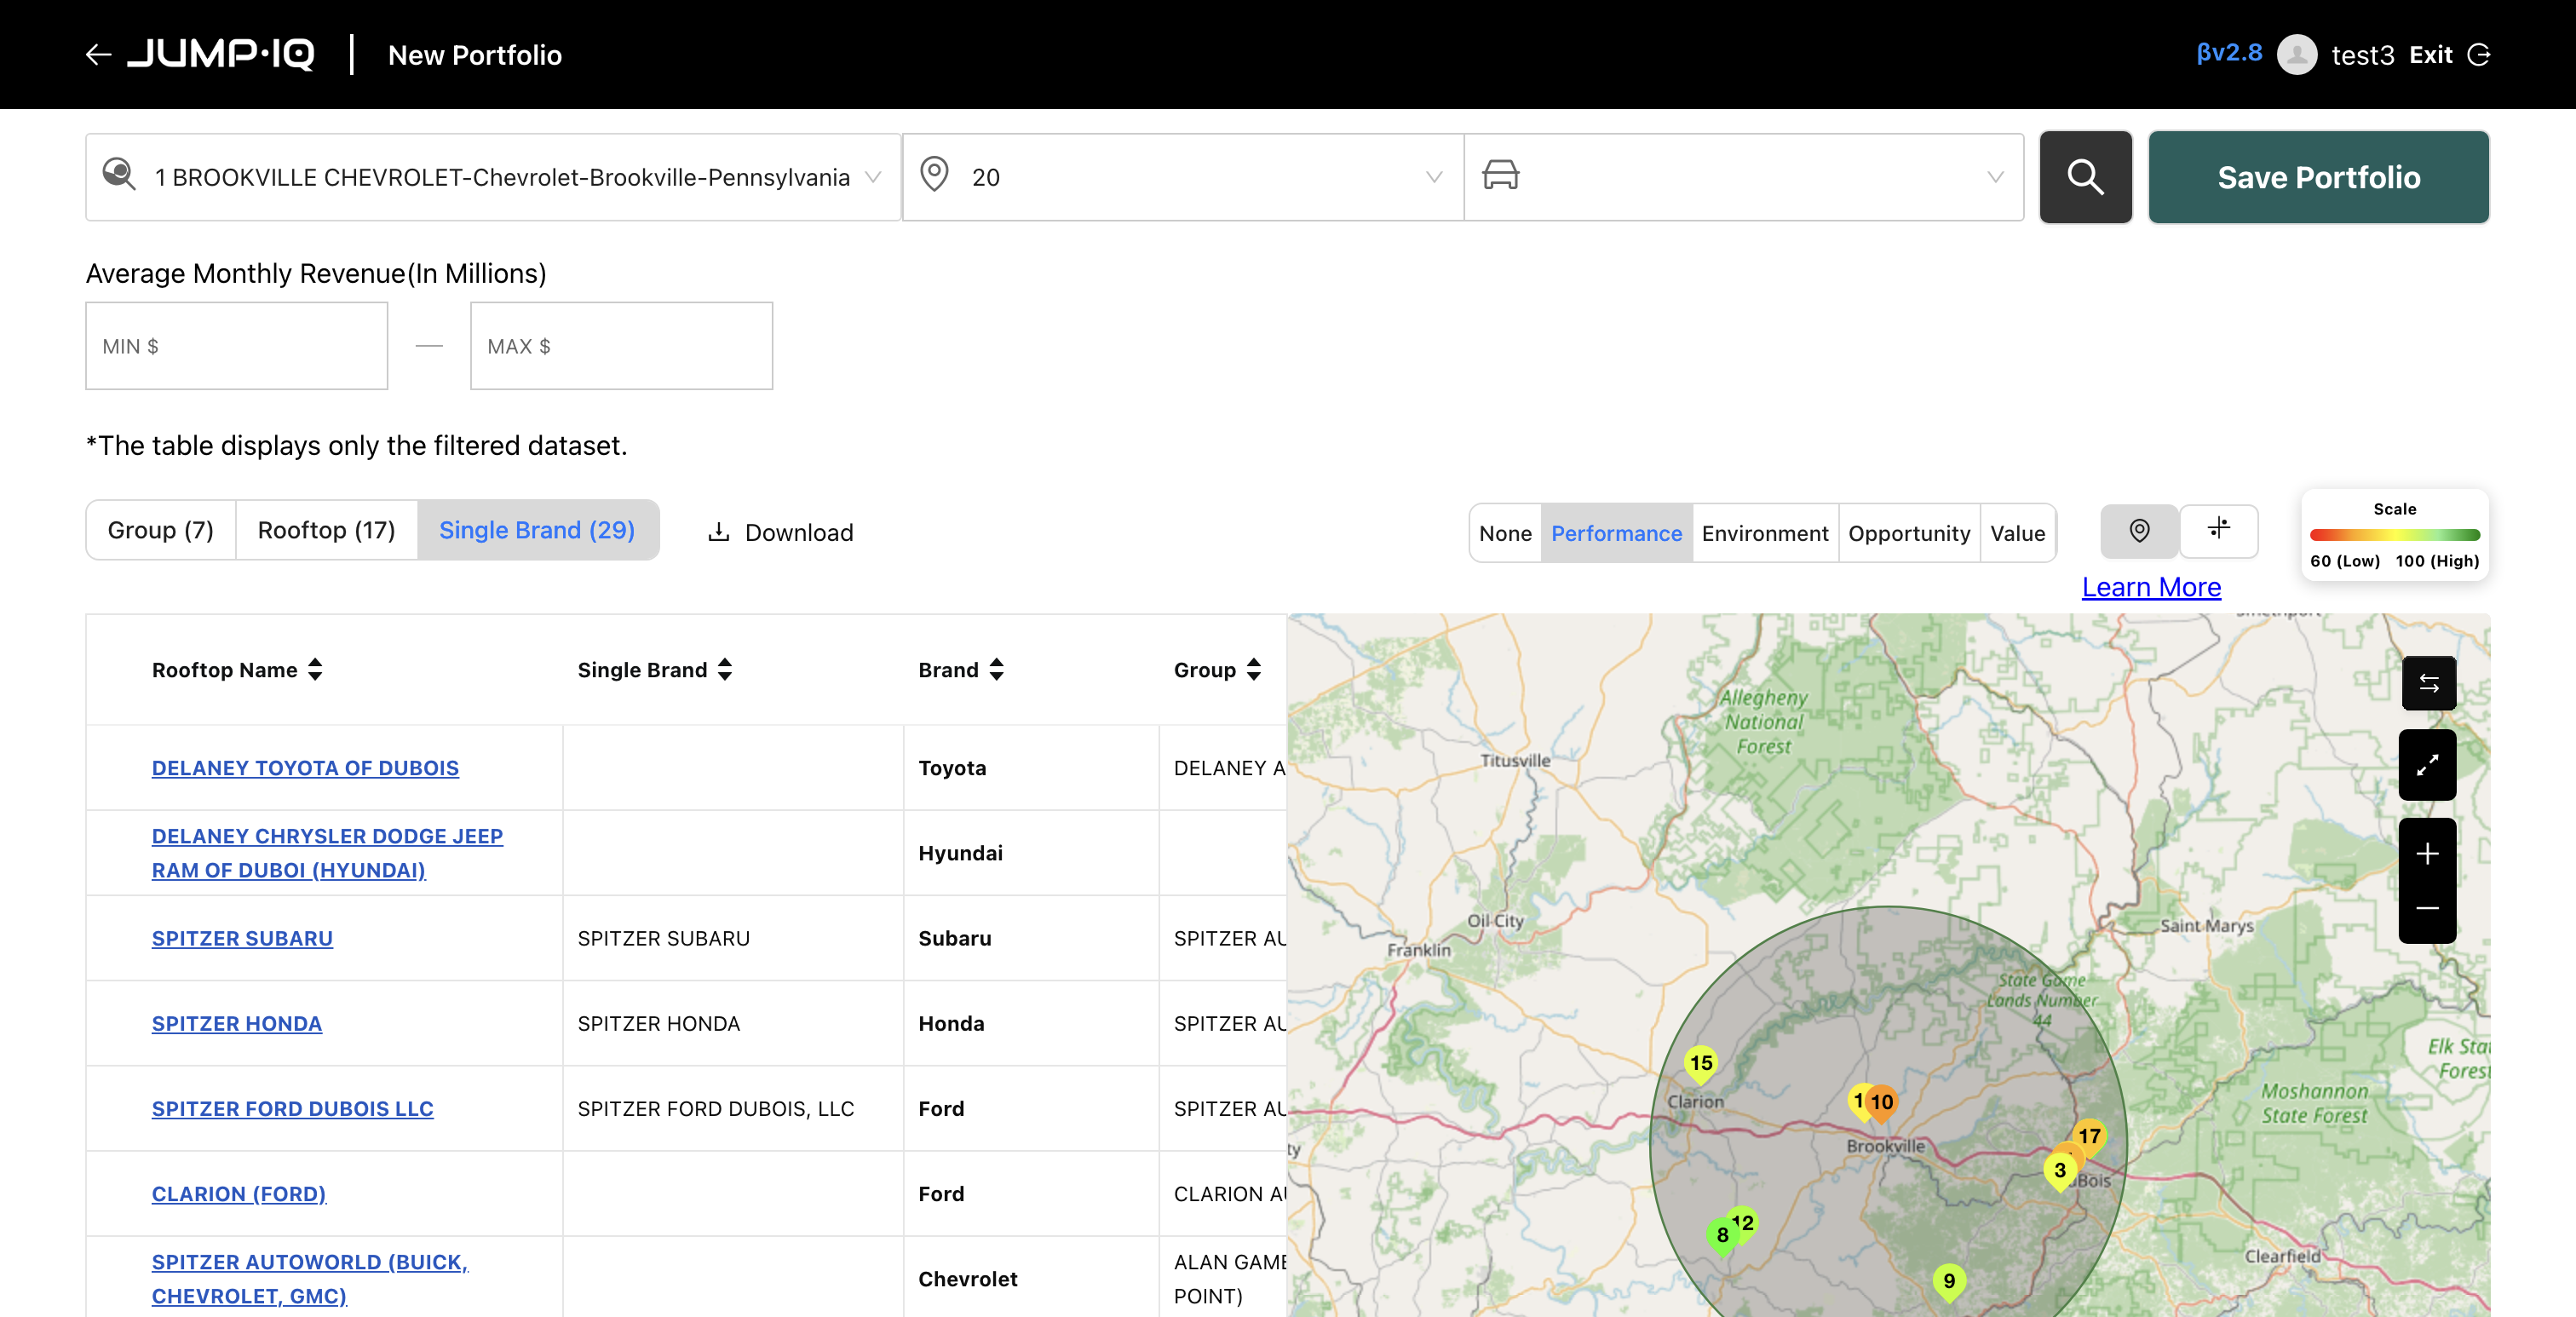 JUMP·IQ
New Portfolio
βv2.8
test3
Exit
1 BROOKVILLE CHEVROLET-Chevrolet-Brookville-Pennsylvania
20
Save Portfolio
Average Monthly Revenue(In Millions)
MIN $
MAX $
*The table displays only the filtered dataset.
Group (7)
Rooftop (17)
Single Brand (29)
Download
None
Performance
Environment
Opportunity
Value
Learn More
Scale
60 (Low)
100 (High)
Rooftop Name
Single Brand
Brand
Group
DELANEY TOYOTA OF DUBOIS
Toyota
DELANEY A
DELANEY CHRYSLER DODGE JEEP
RAM OF DUBOI (HYUNDAI)
Hyundai
SPITZER SUBARU
SPITZER SUBARU
Subaru
SPITZER AU
SPITZER HONDA
SPITZER HONDA
Honda
SPITZER AU
SPITZER FORD DUBOIS LLC
SPITZER FORD DUBOIS, LLC
Ford
SPITZER AU
CLARION (FORD)
Ford
CLARION AU
SPITZER AUTOWORLD (BUICK,
CHEVROLET, GMC)
Chevrolet
ALAN GAME
POINT)
Allegheny
National
Forest
Titusville
Oil City
Franklin
Saint Marys
State Game
Lands Number
44
Elk Stat
Forest
Moshannon
State Forest
15
Clarion
1
10
Brookville
17
3
uBois
12
8
9
Clearfield